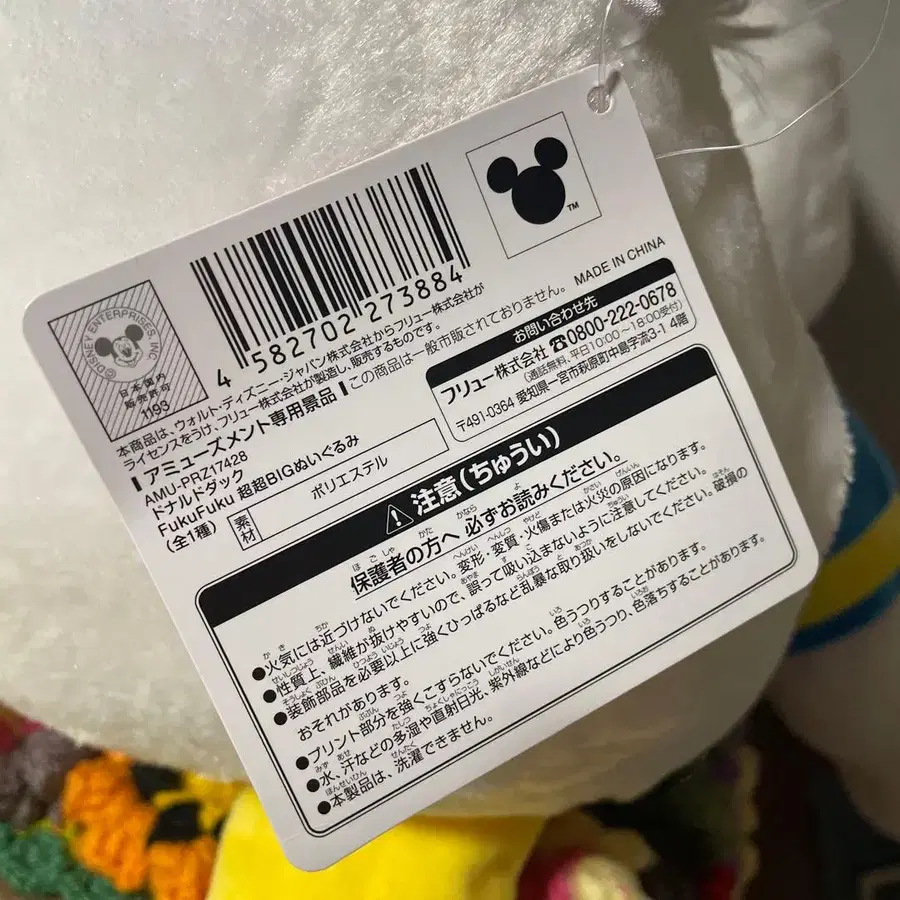 4 582702 273884
TM
©DISNEY ENTERPRISES, INC.
日本国内
販売許可
1193
本商品は、ウォルト・ディズニー・ジャパン株式会社からフリュー株式会社が
ライセンスをうけ、フリュー株式会社が製造し、販売するものです。
アミューズメント専用景品 この商品は一般市販されておりません。 MADE IN CHINA
AMU-PRZ17428
ドナルドダック
FukuFuku 超超BIGぬいぐるみ
(全1種)
素材
ポリエステル
お問い合わせ先
フリュー株式会社 ☎0800-222-0678
(通話無料・平日10:00〜18:00受付)
〒491-0364 愛知県一宮市萩原町中島字流3-1 4階
⚠注意(ちゅうい)
保護者の方へ 必ずお読みください。
●火気には近づけないでください。変形・変質・火傷または火災の原因になります。
●性質上、繊維が抜けやすいので、誤って吸い込まないように注意してください。
●装飾部品を必要以上に強くひっぱるなど乱暴な取り扱いをしないでください。破損の
おそれがあります。
●プリント部分を強くこすらないでください。色うつりすることがあります。
●水、汗などの多湿や直射日光、紫外線などにより色うつり、色落ちすることがあります。
●本製品は、洗濯できません。